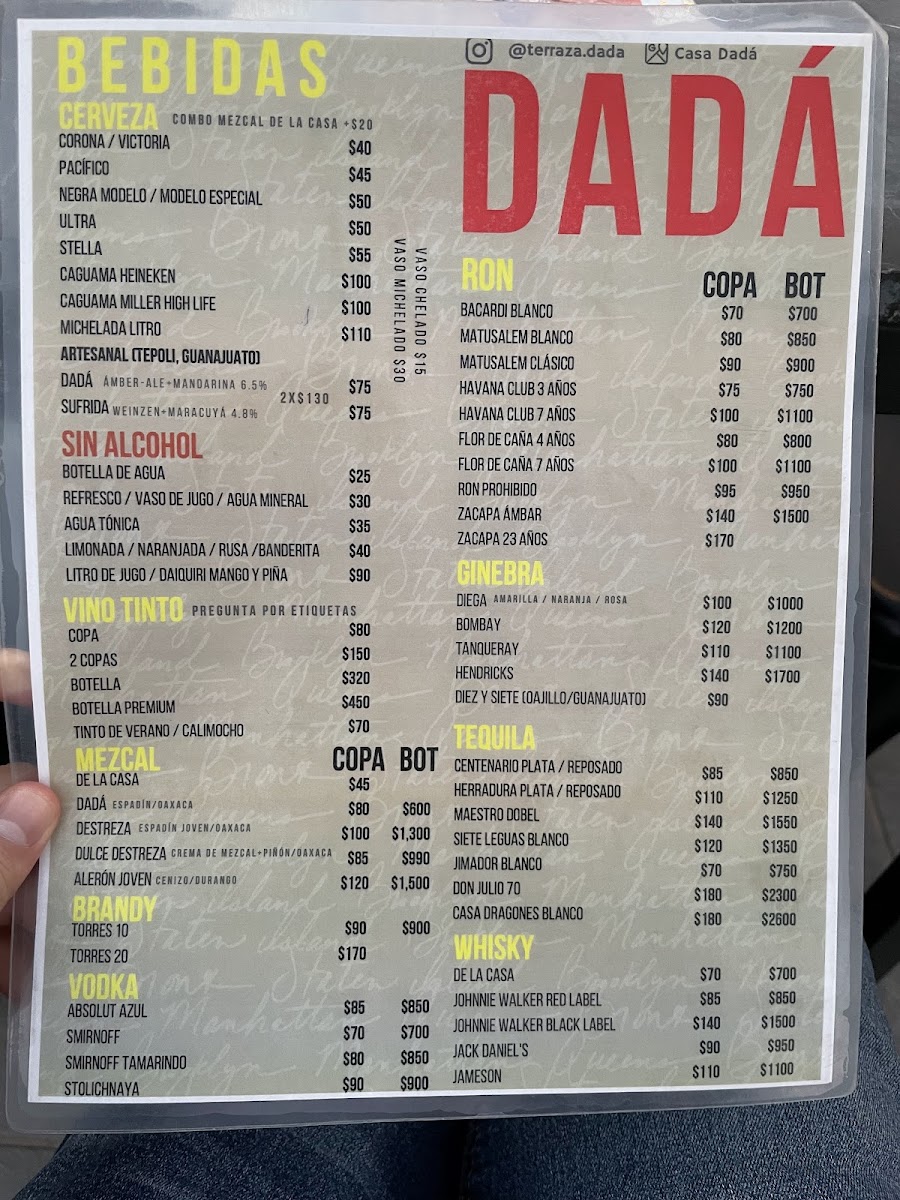 BEBIDAS
CERVEZA COMBO MEZCAL DE LA CASA +$20
CORONA / VICTORIA $40
PACÍFICO $45
NEGRA MODELO / MODELO ESPECIAL $50
ULTRA $50
STELLA $55
CAGUAMA HEINEKEN $100
CAGUAMA MILLER HIGH LIFE $100
MICHELADA LITRO $110
ARTESANAL (TEPOLI, GUANAJUATO)
DADÁ ÁMBER-ALE+MANDARINA 6.5% $75
2X$130
SUFRIDA WEINZEN+MARACUYÁ 4.8% $75
VASO CHELADO $15
VASO MICHELADO $30
SIN ALCOHOL
BOTELLA DE AGUA $25
REFRESCO / VASO DE JUGO / AGUA MINERAL $30
AGUA TÓNICA $35
LIMONADA / NARANJADA / RUSA /BANDERITA $40
LITRO DE JUGO / DAIQUIRI MANGO Y PIÑA $90
VINO TINTO PREGUNTA POR ETIQUETAS
COPA $80
2 COPAS $150
BOTELLA $320
BOTELLA PREMIUM $450
TINTO DE VERANO / CALIMOCHO $70
MEZCAL COPA BOT
DE LA CASA $45
DADÁ ESPADÍN/OAXACA $80 $600
DESTREZA ESPADÍN JOVEN/OAXACA $100 $1,300
DULCE DESTREZA CREMA DE MEZCAL+PIÑÓN/OAXACA $85 $990
ALERÓN JOVEN CENIZO/DURANGO $120 $1,500
BRANDY
TORRES 10 $90 $900
TORRES 20 $170
VODKA
ABSOLUT AZUL $85 $850
SMIRNOFF $70 $700
SMIRNOFF TAMARINDO $80 $850
STOLICHNAYA $90 $900
@terraza.dada Casa Dadá
DADÁ
RON COPA BOT
BACARDI BLANCO $70 $700
MATUSALEM BLANCO $80 $850
MATUSALEM CLÁSICO $90 $900
HAVANA CLUB 3 AÑOS $75 $750
HAVANA CLUB 7 AÑOS $100 $1100
FLOR DE CAÑA 4 AÑOS $80 $800
FLOR DE CAÑA 7 AÑOS $100 $1100
RON PROHIBIDO $95 $950
ZACAPA ÁMBAR $140 $1500
ZACAPA 23 AÑOS $170
GINEBRA
DIEGA AMARILLA / NARANJA / ROSA $100 $1000
BOMBAY $120 $1200
TANQUERAY $110 $1100
HENDRICKS $140 $1700
DIEZ Y SIETE (OAJILLO/GUANAJUATO) $90
TEQUILA
CENTENARIO PLATA / REPOSADO $85 $850
HERRADURA PLATA / REPOSADO $110 $1250
MAESTRO DOBEL $140 $1550
SIETE LEGUAS BLANCO $120 $1350
JIMADOR BLANCO $70 $750
DON JULIO 70 $180 $2300
CASA DRAGONES BLANCO $180 $2600
WHISKY
DE LA CASA $70 $700
JOHNNIE WALKER RED LABEL $85 $850
JOHNNIE WALKER BLACK LABEL $140 $1500
JACK DANIEL'S $90 $950
JAMESON $110 $1100